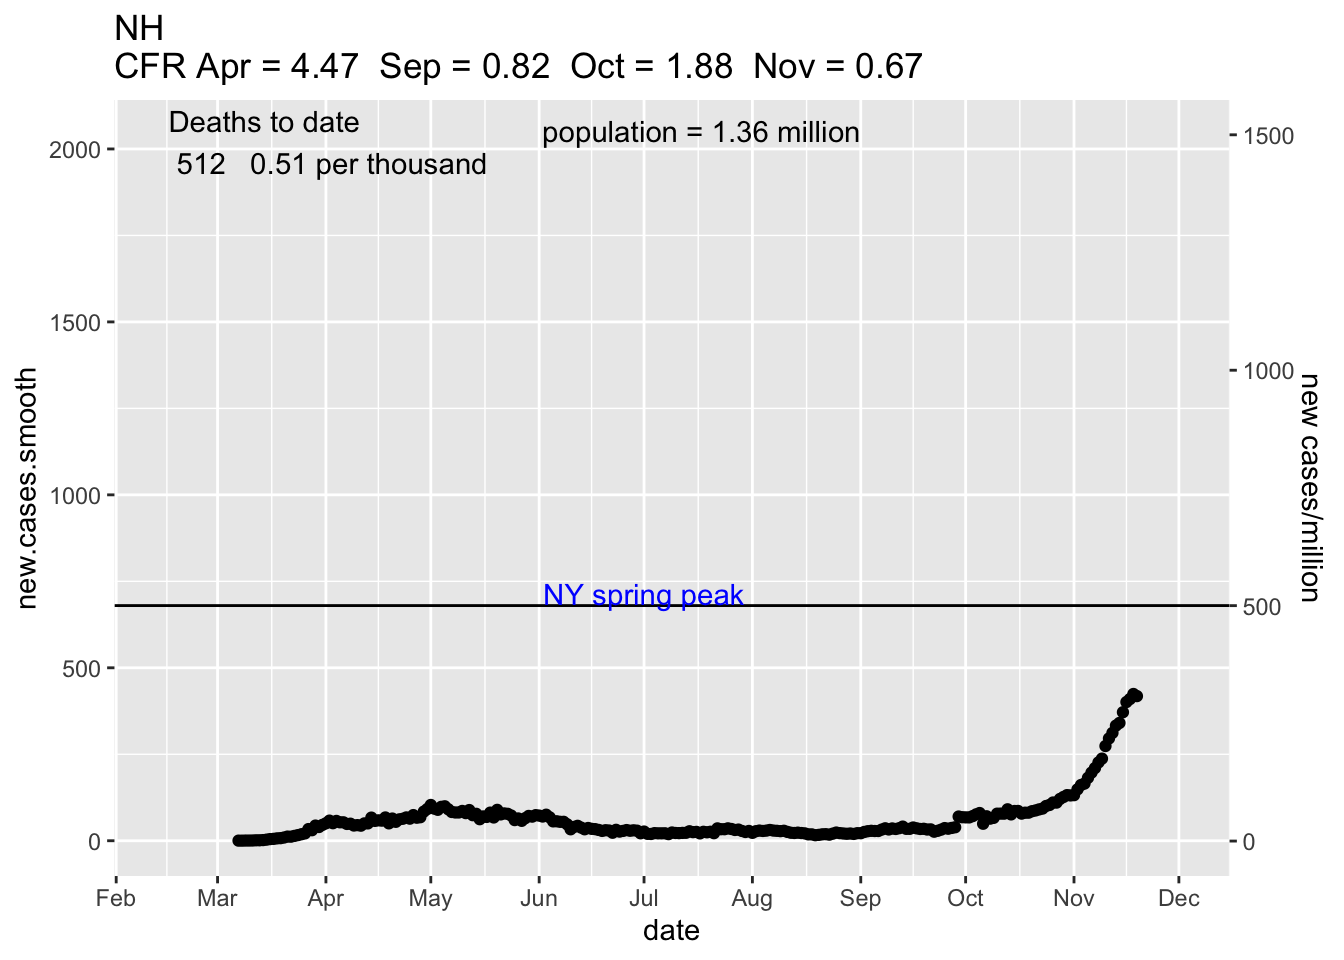 NH
CFR Apr = 4.47  Sep = 0.82  Oct = 1.88  Nov = 0.67
Deaths to date
512   0.51 per thousand
population = 1.36 million
NY spring peak
new.cases.smooth
2000
1500
1000
500
0
1500
1000
500
0
new cases/million
Feb Mar Apr May Jun Jul Aug Sep Oct Nov Dec
date